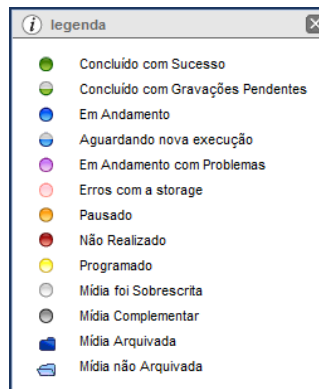 i legenda
Concluído com Sucesso
Concluído com Gravações Pendentes
Em Andamento
Aguardando nova execução
Em Andamento com Problemas
Erros com a storage
Pausado
Não Realizado
Programado
Mídia foi Sobrescrita
Mídia Complementar
Mídia Arquivada
Mídia não Arquivada